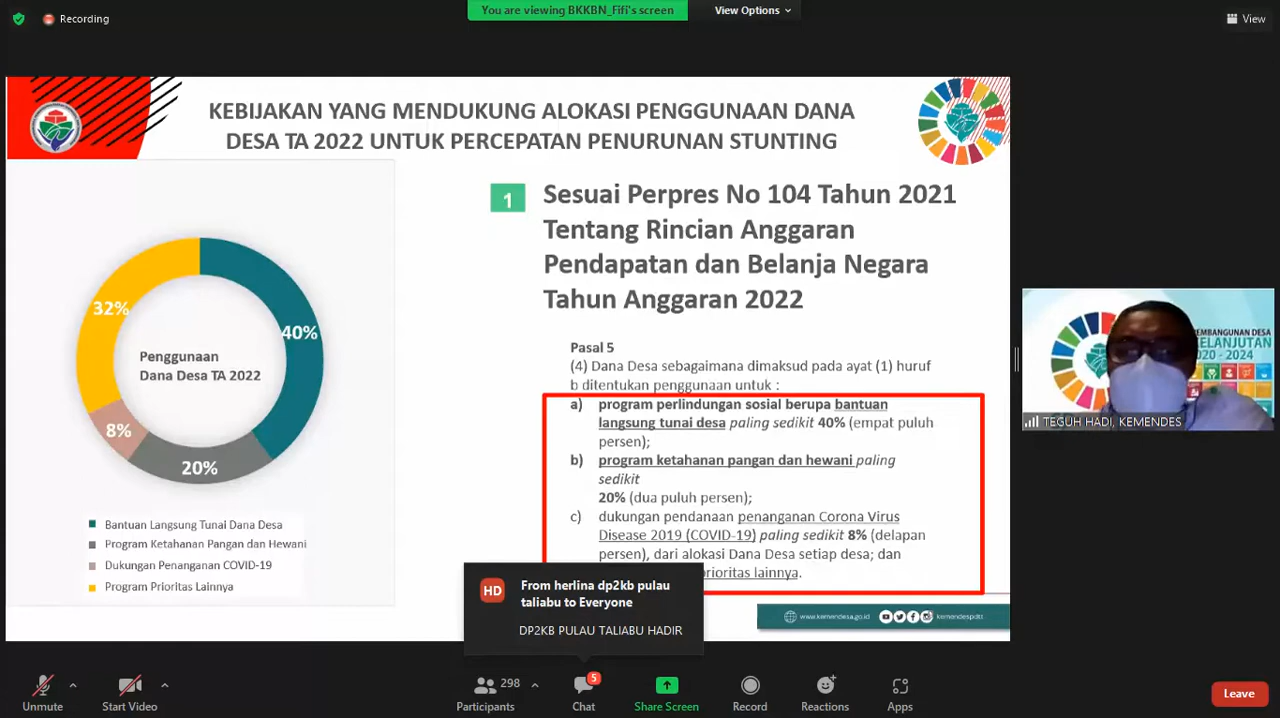 Recording
You are viewing BKKBN_Fifi's screen
View Options
View
KEBIJAKAN YANG MENDUKUNG ALOKASI PENGGUNAAN DANA
DESA TA 2022 UNTUK PERCEPATAN PENURUNAN STUNTING
32%
40%
8%
20%
Penggunaan
Dana Desa TA 2022
Bantuan Langsung Tunai Dana Desa
Program Ketahanan Pangan dan Hewani
Dukungan Penanganan COVID-19
Program Prioritas Lainnya
1
Sesuai Perpres No 104 Tahun 2021
Tentang Rincian Anggaran
Pendapatan dan Belanja Negara
Tahun Anggaran 2022
Pasal 5
(4) Dana Desa sebagaimana dimaksud pada ayat (1) huruf
b ditentukan penggunaan untuk :
a) program perlindungan sosial berupa bantuan
langsung tunai desa paling sedikit 40% (empat puluh
persen);
b) program ketahanan pangan dan hewani paling
sedikit
20% (dua puluh persen);
c) dukungan pendanaan penanganan Corona Virus
Disease 2019 (COVID-19) paling sedikit 8% (delapan
persen), dari alokasi Dana Desa setiap desa; dan
prioritas lainnya.
www.kemendesa.go.id
kemendespdtt
EMBANGUNAN DESA
KELANJUTAN
2020 - 2024
TEGUH HADI, KEMENDES
HD
From herlina dp2kb pulau
taliabu to Everyone
DP2KB PULAU TALIABU HADIR
Unmute
Start Video
298
Participants
5
Chat
Share Screen
Record
Reactions
Apps
Leave